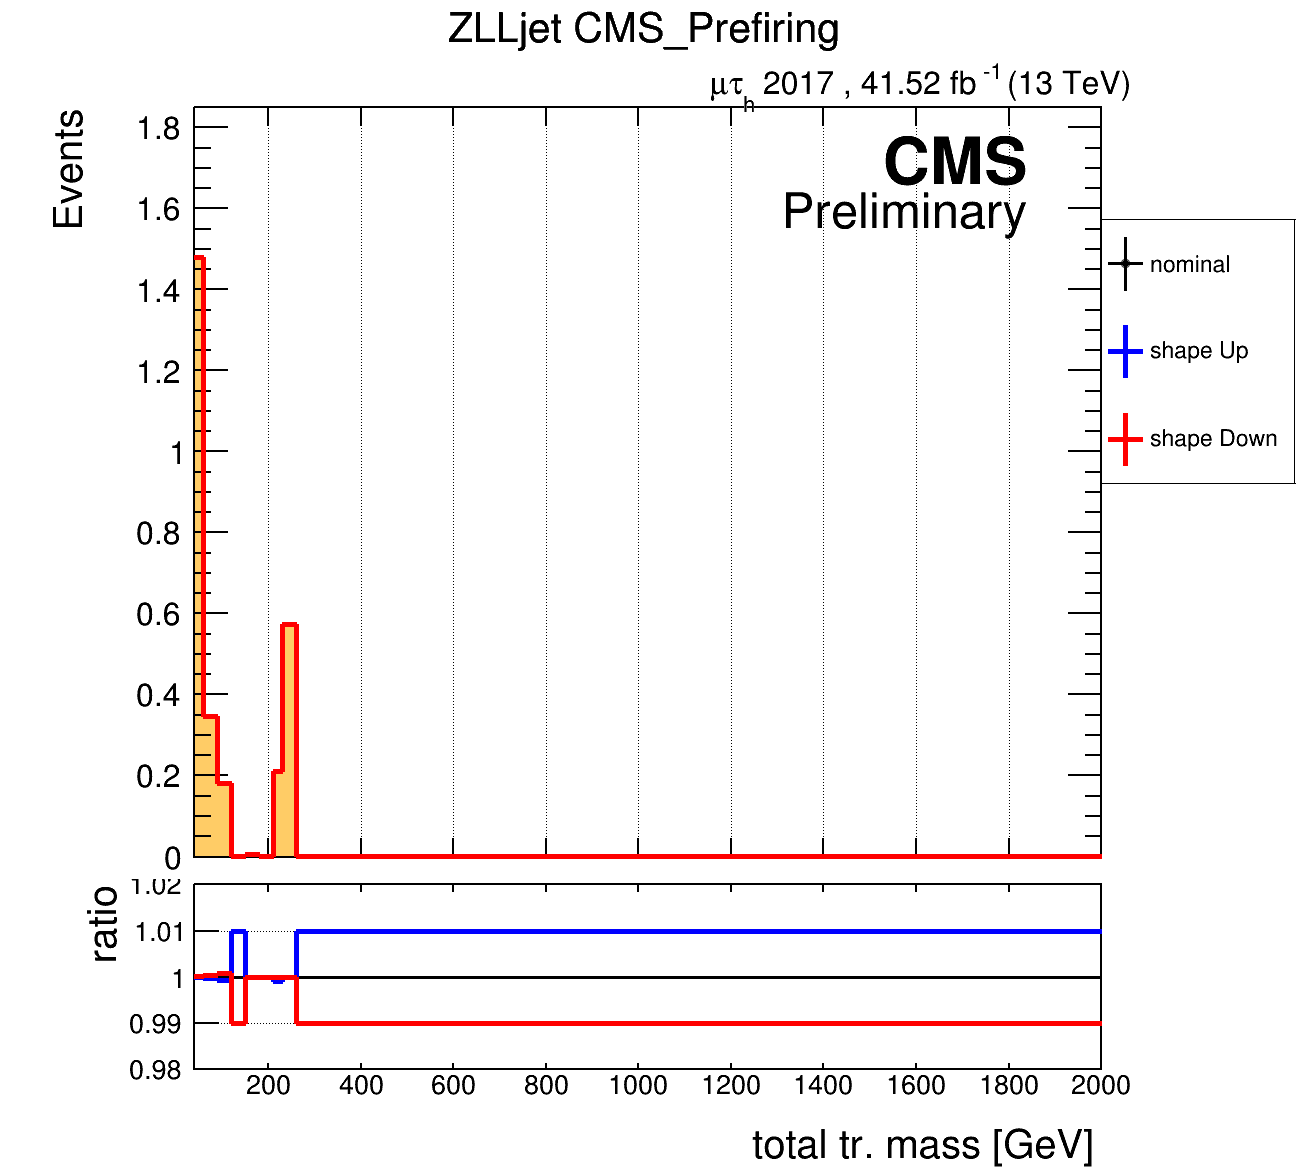 ZLLjet CMS_Prefiring
μτh 2017 , 41.52 fb-1 (13 TeV)
Events
1.8
1.6
1.4
1.2
1
0.8
0.6
0.4
0.2
0
CMS
Preliminary
nominal
shape Up
shape Down
ratio
1.02
1.01
1
0.99
0.98
200 400 600 800 1000 1200 1400 1600 1800 2000
total tr. mass [GeV]